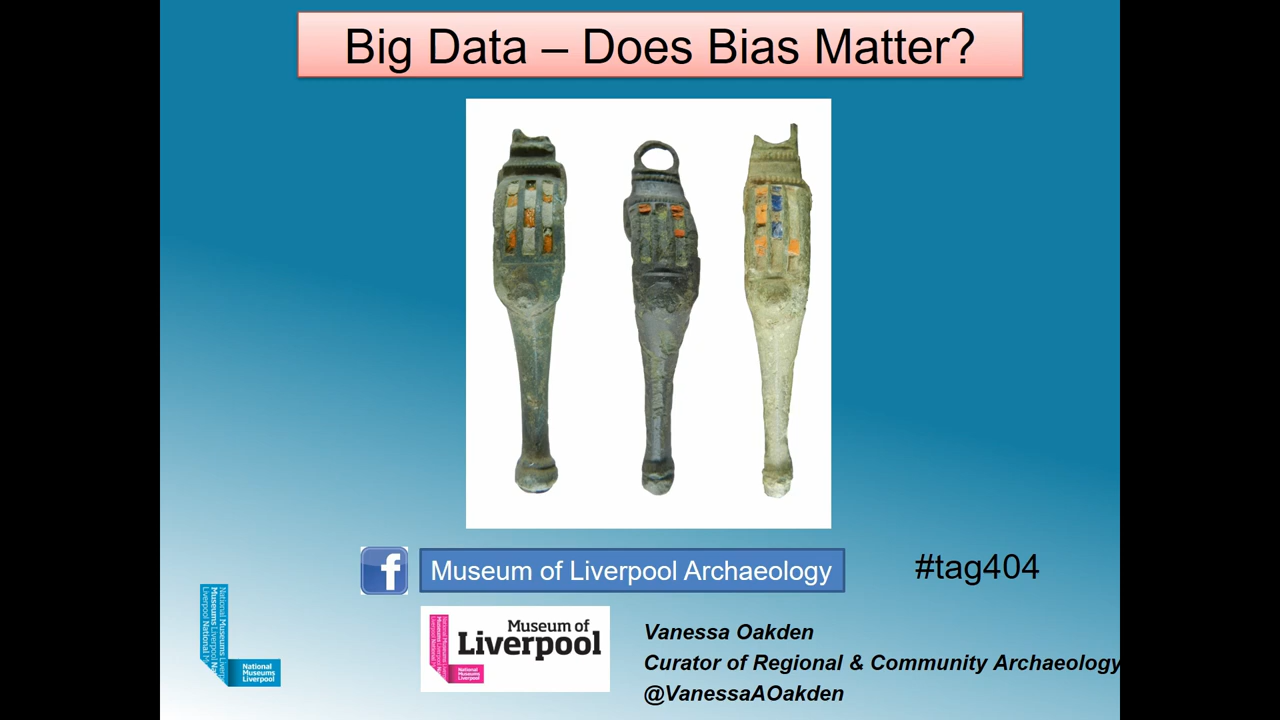 Big Data – Does Bias Matter?
Museum of Liverpool Archaeology
#tag404
National
Museums
Liverpool
Museum of
Liverpool
Vanessa Oakden
Curator of Regional & Community Archaeology
@VanessaAOakden